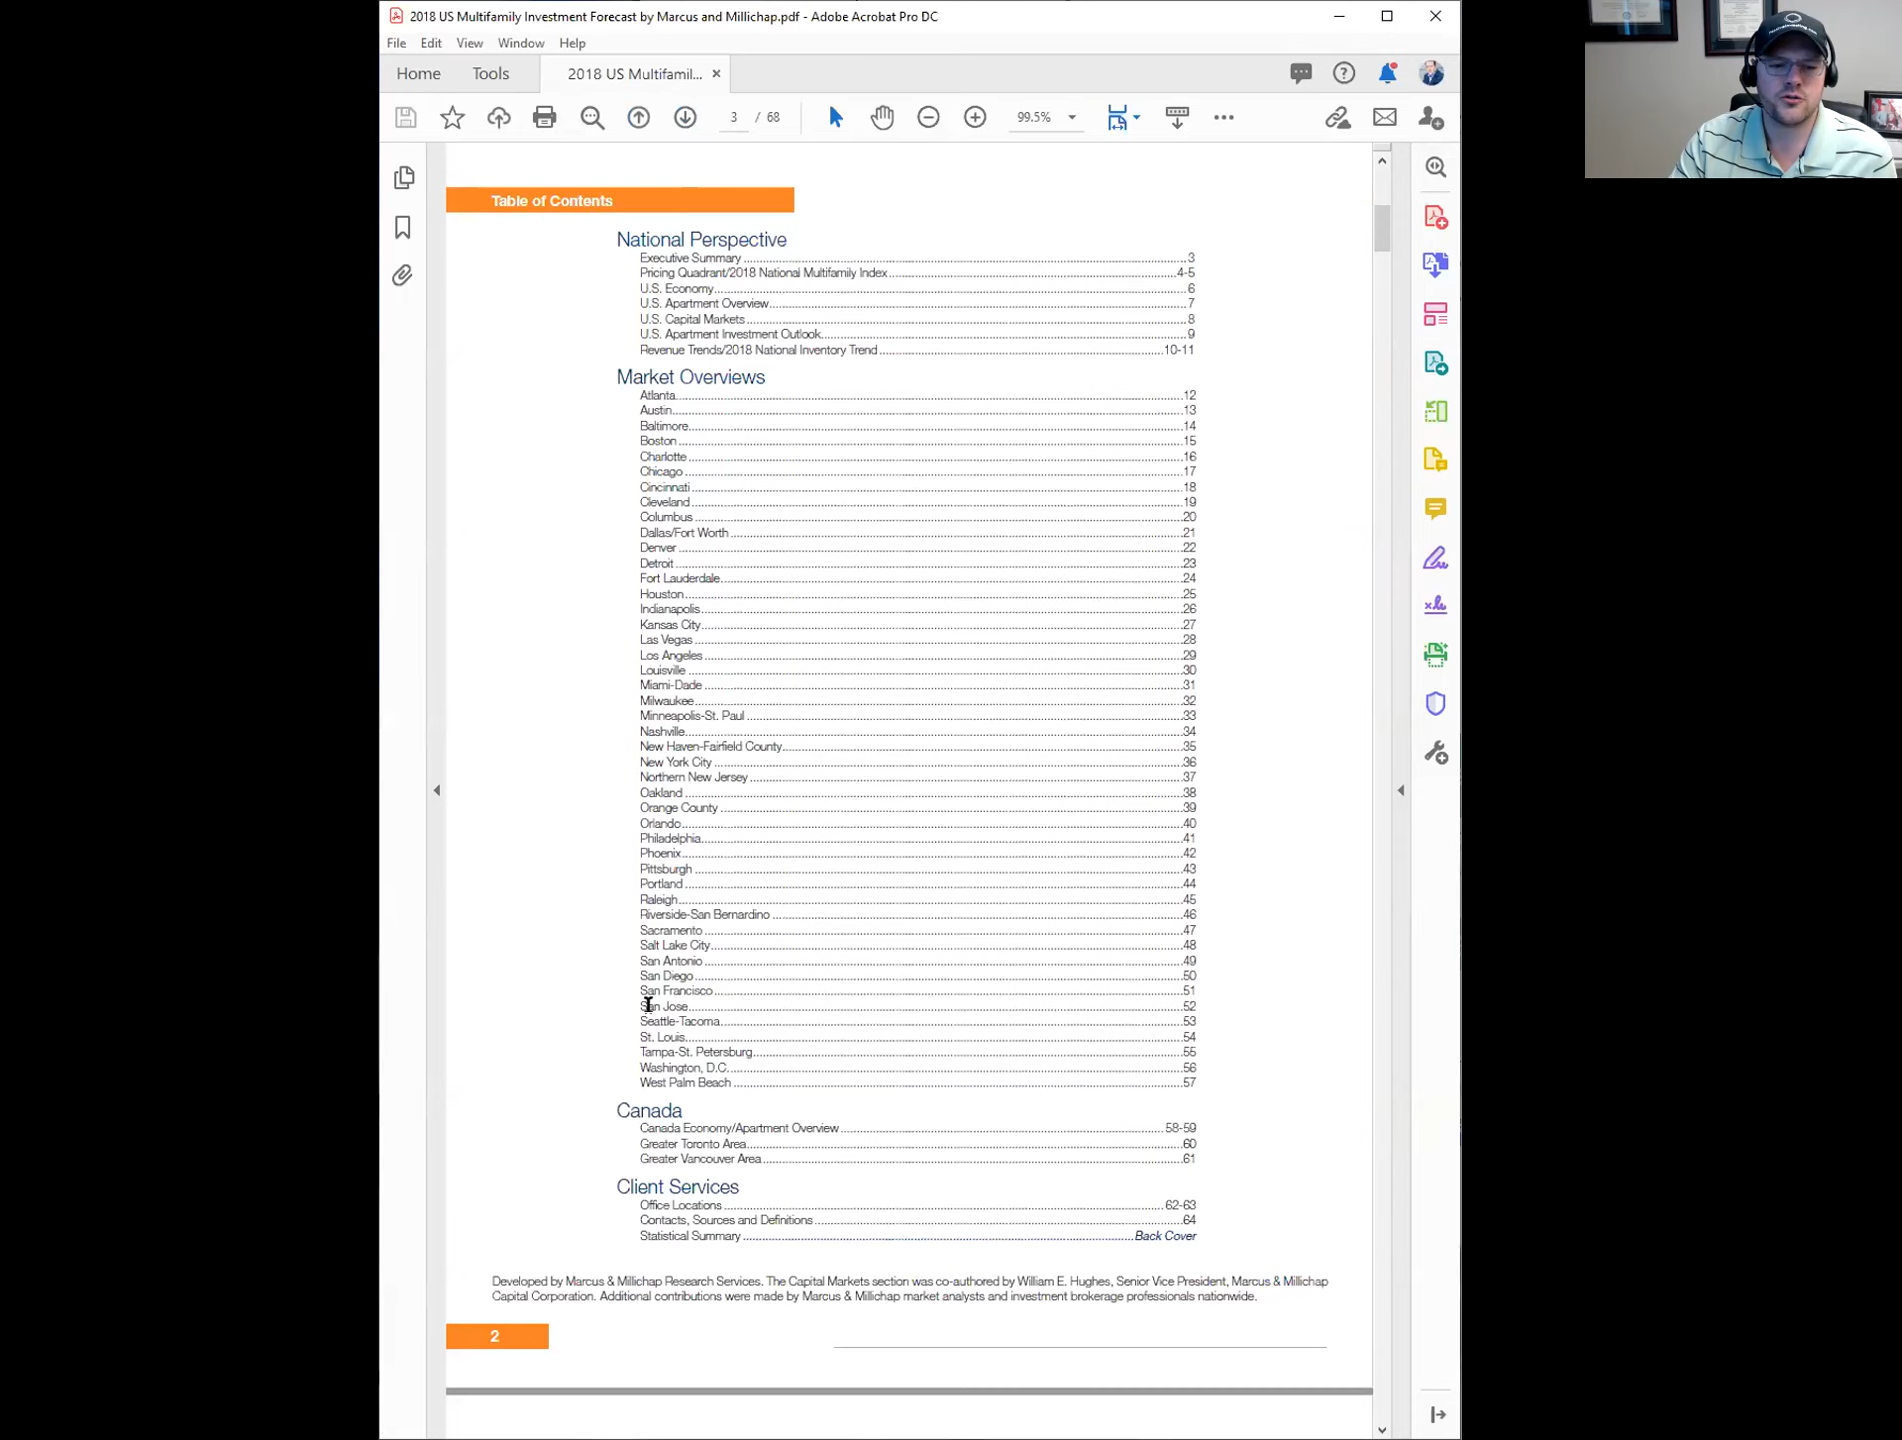 2018 US Multifamily Investment Forecast by Marcus and Millichap.pdf - Adobe Acrobat Pro DC
File Edit View Window Help
Home Tools 2018 US Multifamil... ×
3 / 68 99.5%
Table of Contents
National Perspective
Executive Summary 3
Pricing Quadrant/2018 National Multifamily Index 4-5
U.S. Economy 6
U.S. Apartment Overview 7
U.S. Capital Markets 8
U.S. Apartment Investment Outlook 9
Revenue Trends/2018 National Inventory Trend 10-11
Market Overviews
Atlanta 12
Austin 13
Baltimore 14
Boston 15
Charlotte 16
Chicago 17
Cincinnati 18
Cleveland 19
Columbus 20
Dallas/Fort Worth 21
Denver 22
Detroit 23
Fort Lauderdale 24
Houston 25
Indianapolis 26
Kansas City 27
Las Vegas 28
Los Angeles 29
Louisville 30
Miami-Dade 31
Milwaukee 32
Minneapolis-St. Paul 33
Nashville 34
New Haven-Fairfield County 35
New York City 36
Northern New Jersey 37
Oakland 38
Orange County 39
Orlando 40
Philadelphia 41
Phoenix 42
Pittsburgh 43
Portland 44
Raleigh 45
Riverside-San Bernardino 46
Sacramento 47
Salt Lake City 48
San Antonio 49
San Diego 50
San Francisco 51
San Jose 52
Seattle-Tacoma 53
St. Louis 54
Tampa-St. Petersburg 55
Washington, D.C. 56
West Palm Beach 57
Canada
Canada Economy/Apartment Overview 58-59
Greater Toronto Area 60
Greater Vancouver Area 61
Client Services
Office Locations 62-63
Contacts, Sources and Definitions 64
Statistical Summary Back Cover
Developed by Marcus & Millichap Research Services. The Capital Markets section was co-authored by William E. Hughes, Senior Vice President, Marcus & Millichap
Capital Corporation. Additional contributions were made by Marcus & Millichap market analysts and investment brokerage professionals nationwide.
2